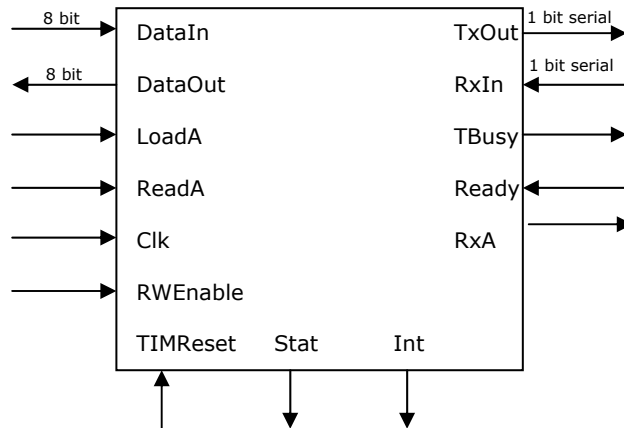 8 bit DataIn TxOut 1 bit serial
8 bit DataOut RxIn 1 bit serial
LoadA TBusy
ReadA Ready
Clk RxA
RWEnable
TIMReset Stat Int